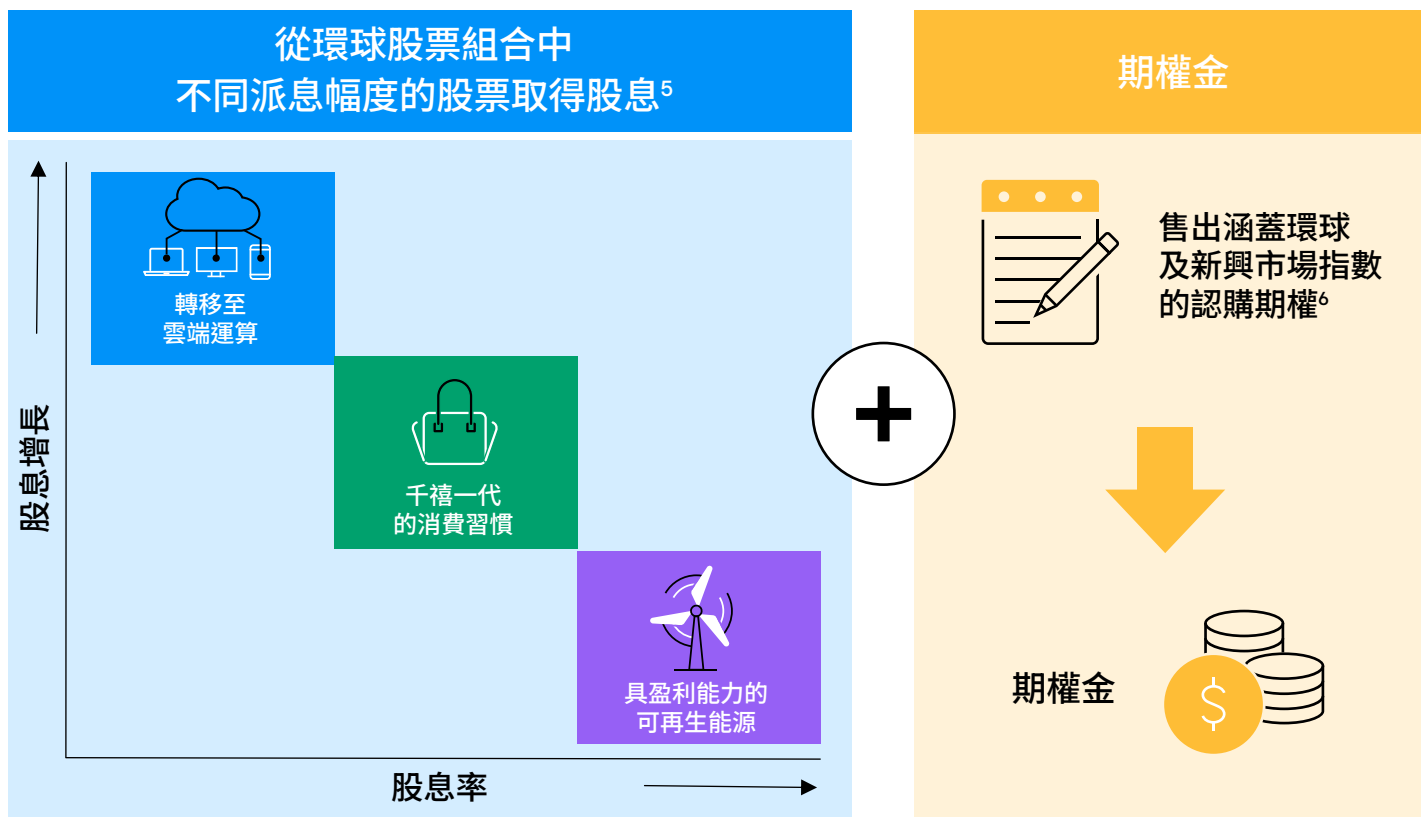 從環球股票組合中
不同派息幅度的股票取得股息⁵
股息增長
轉移至
雲端運算
千禧一代
的消費習慣
具盈利能力的
可再生能源
股息率
+
期權金
售出涵蓋環球
及新興市場指數
的認購期權⁶
期權金
$